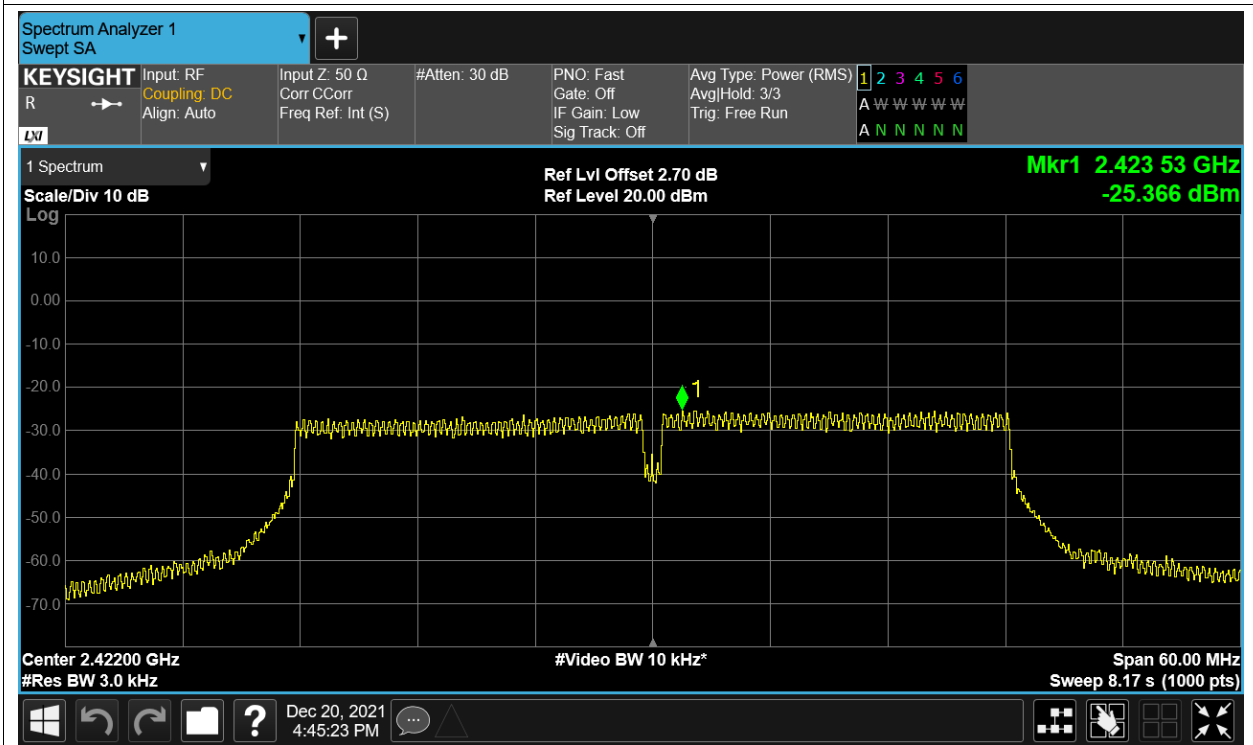 Spectrum Analyzer 1
Swept SA
KEYSIGHT
R
LXI
Input: RF
Coupling: DC
Align: Auto
Input Z: 50 Ω
Corr CCorr
Freq Ref: Int (S)
#Atten: 30 dB
PNO: Fast
Gate: Off
IF Gain: Low
Sig Track: Off
Avg Type: Power (RMS)
Avg|Hold: 3/3
Trig: Free Run
1 2 3 4 5 6
A W W W W W
A N N N N N
1 Spectrum
Scale/Div 10 dB
Log
Ref Lvl Offset 2.70 dB
Ref Level 20.00 dBm
Mkr1 2.423 53 GHz
-25.366 dBm
10.0
0.00
-10.0
-20.0
-30.0
-40.0
-50.0
-60.0
-70.0
1
Center 2.42200 GHz
#Res BW 3.0 kHz
#Video BW 10 kHz*
Span 60.00 MHz
Sweep 8.17 s (1000 pts)
?
Dec 20, 2021
4:45:23 PM